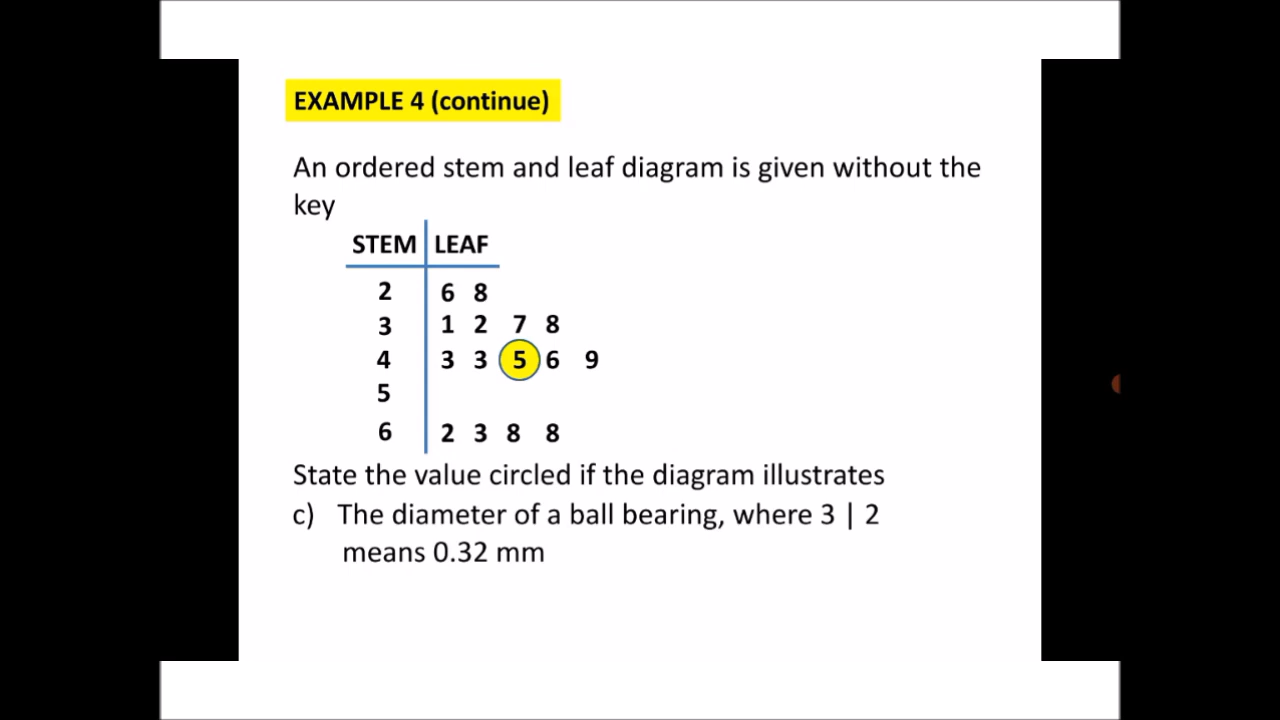 EXAMPLE 4 (continue)
An ordered stem and leaf diagram is given without the
key
STEM LEAF
2 6 8
3 1 2 7 8
4 3 3 5 6 9
5
6 2 3 8 8
State the value circled if the diagram illustrates
c) The diameter of a ball bearing, where 3 | 2
means 0.32 mm